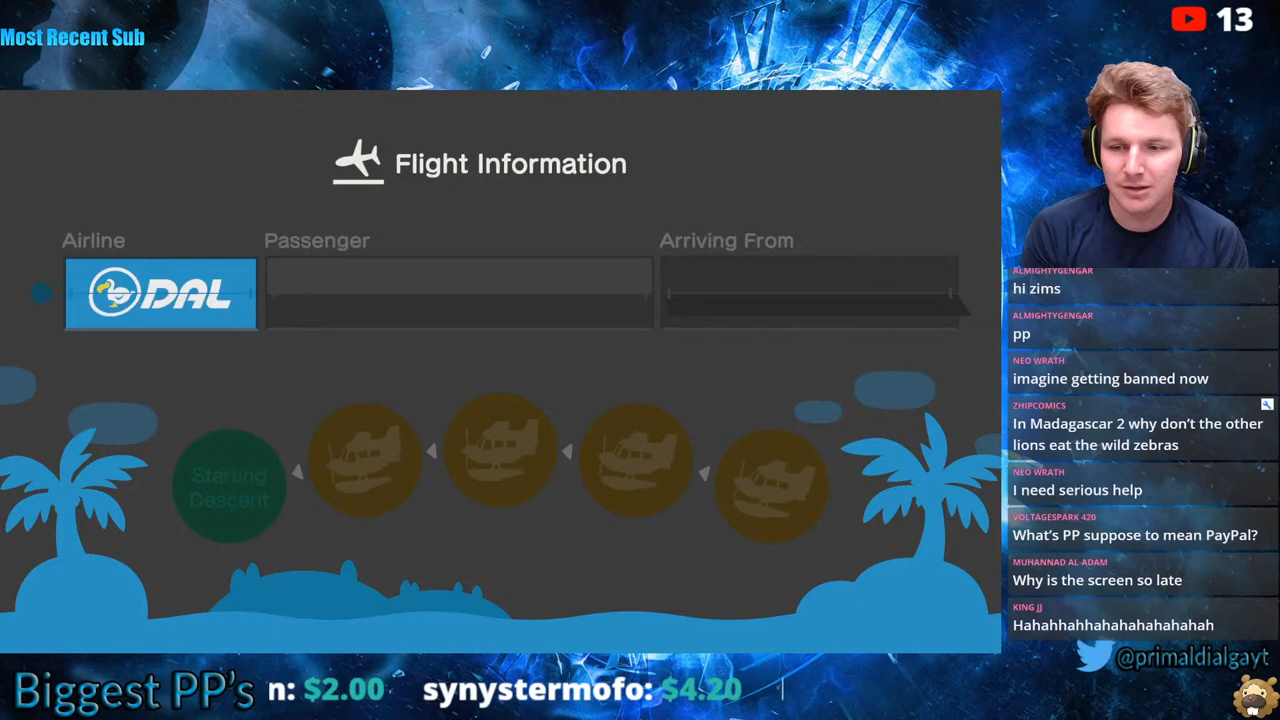 Most Recent Sub
13
Flight Information
Airline
Passenger
Arriving From
DAL
Starting
Descent
ALMIGHTYGENGAR
hi zims
ALMIGHTYGENGAR
pp
NEO WRATH
imagine getting banned now
ZHIPCOMICS
In Madagascar 2 why don't the other
lions eat the wild zebras
NEO WRATH
I need serious help
VOLTAGESPARK 420
What's PP suppose to mean PayPal?
MUHANNAD AL-ADAM
Why is the screen so late
KING JJ
Hahahhahhahahahahahahah
@primaldialgayt
Biggest PP's
n: $2.00 synystermofo: $4.20